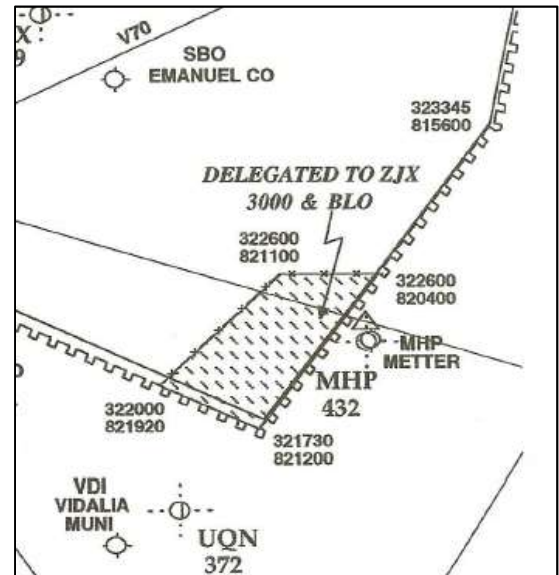 X
9
V70
SBO
EMANUEL CO
323345
815600
DELEGATED TO ZJX
3000 & BLO
322600
821100
322600
820400
MHP
METTER
MHP
432
322000
821920
321730
821200
VDI
VIDALIA
MUNI
UQN
372